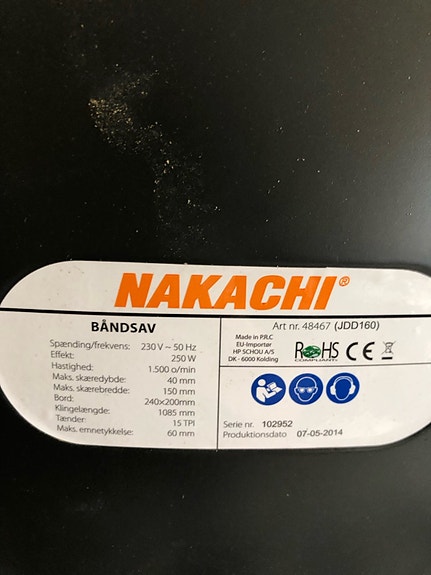 NAKACHI®
BÅNDSAV
Spænding/frekvens: 230 V ~ 50 Hz
Effekt: 250 W
Hastighed: 1.500 o/min
Maks. skæredybde: 40 mm
Maks. skærebredde: 150 mm
Bord: 240x200mm
Klingelængde: 1085 mm
Tænder: 15 TPI
Maks. emnetykkelse: 60 mm
Art nr. 48467 (JDD160)
Made in P.R.C
EU-Importør
HP SCHOU A/S
DK - 6000 Kolding
RoHS
COMPLIANT
CE
Serie nr. 102952
Produktionsdato 07-05-2014